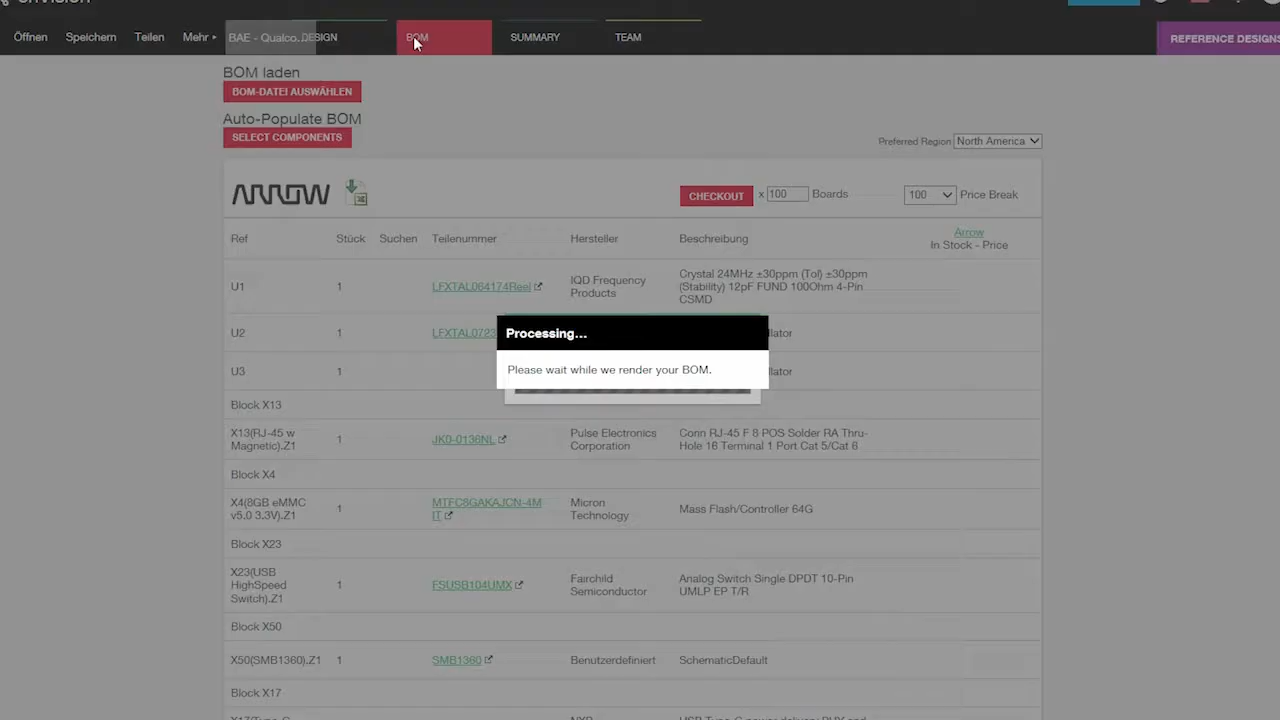 Öffnen Speichern Teilen Mehr BAE - Qualco... DESIGN BOM SUMMARY TEAM REFERENCE DESIGNS
BOM laden
BOM-DATEI AUSWÄHLEN
Auto-Populate BOM
SELECT COMPONENTS
Preferred Region North America
ARROW CHECKOUT x 100 Boards 100 Price Break
Ref Stück Suchen Teilenummer Hersteller Beschreibung Arrow
In Stock - Price
U1 1 LFXTAL064174Reel IQD Frequency
Products Crystal 24MHz ±30ppm (Tol) ±30ppm
(Stability) 12pF FUND 100Ohm 4-Pin
CSMD
U2 1 LFXTAL0723
U3 1
Processing...
Please wait while we render your BOM.
Block X13
X13(RJ-45 w
Magnetic).Z1 1 JK0-0136NL Pulse Electronics
Corporation Conn RJ-45 F 8 POS Solder RA Thru-
Hole 16 Terminal 1 Port Cat 5/Cat 6
Block X4
X4(8GB eMMC
v5.0 3.3V).Z1 1 MTFC8GAKAJCN-4M
IT Micron
Technology Mass Flash/Controller 64G
Block X23
X23(USB
HighSpeed
Switch).Z1 1 FSUSB104UMX Fairchild
Semiconductor Analog Switch Single DPDT 10-Pin
UMLP EP T/R
Block X50
X50(SMB1360).Z1 1 SMB1360 Benutzerdefiniert SchematicDefault
Block X17